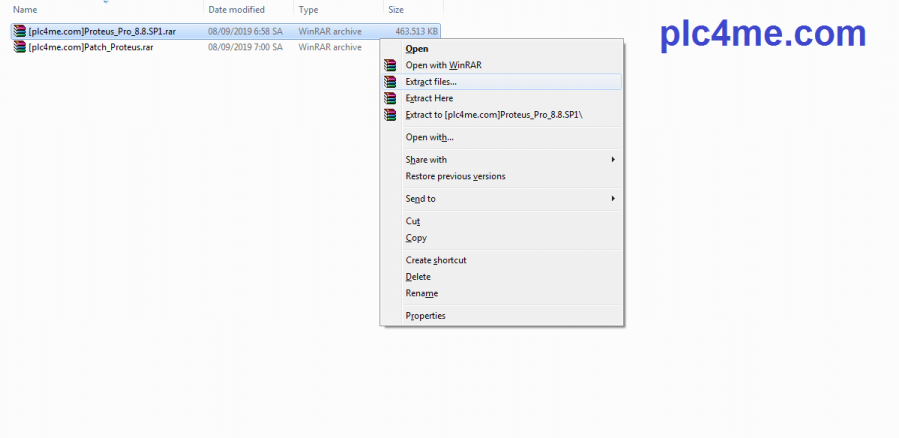 Name Date modified Type Size
[plc4me.com]Proteus_Pro_8.8.SP1.rar 08/09/2019 6:58 SA WinRAR archive 463.513 KB
[plc4me.com]Patch_Proteus.rar 08/09/2019 7:00 SA WinRAR archive
plc4me.com
Open
Open with WinRAR
Extract files...
Extract Here
Extract to [plc4me.com]Proteus_Pro_8.8.SP1\
Open with...
Share with
Restore previous versions
Send to
Cut
Copy
Create shortcut
Delete
Rename
Properties